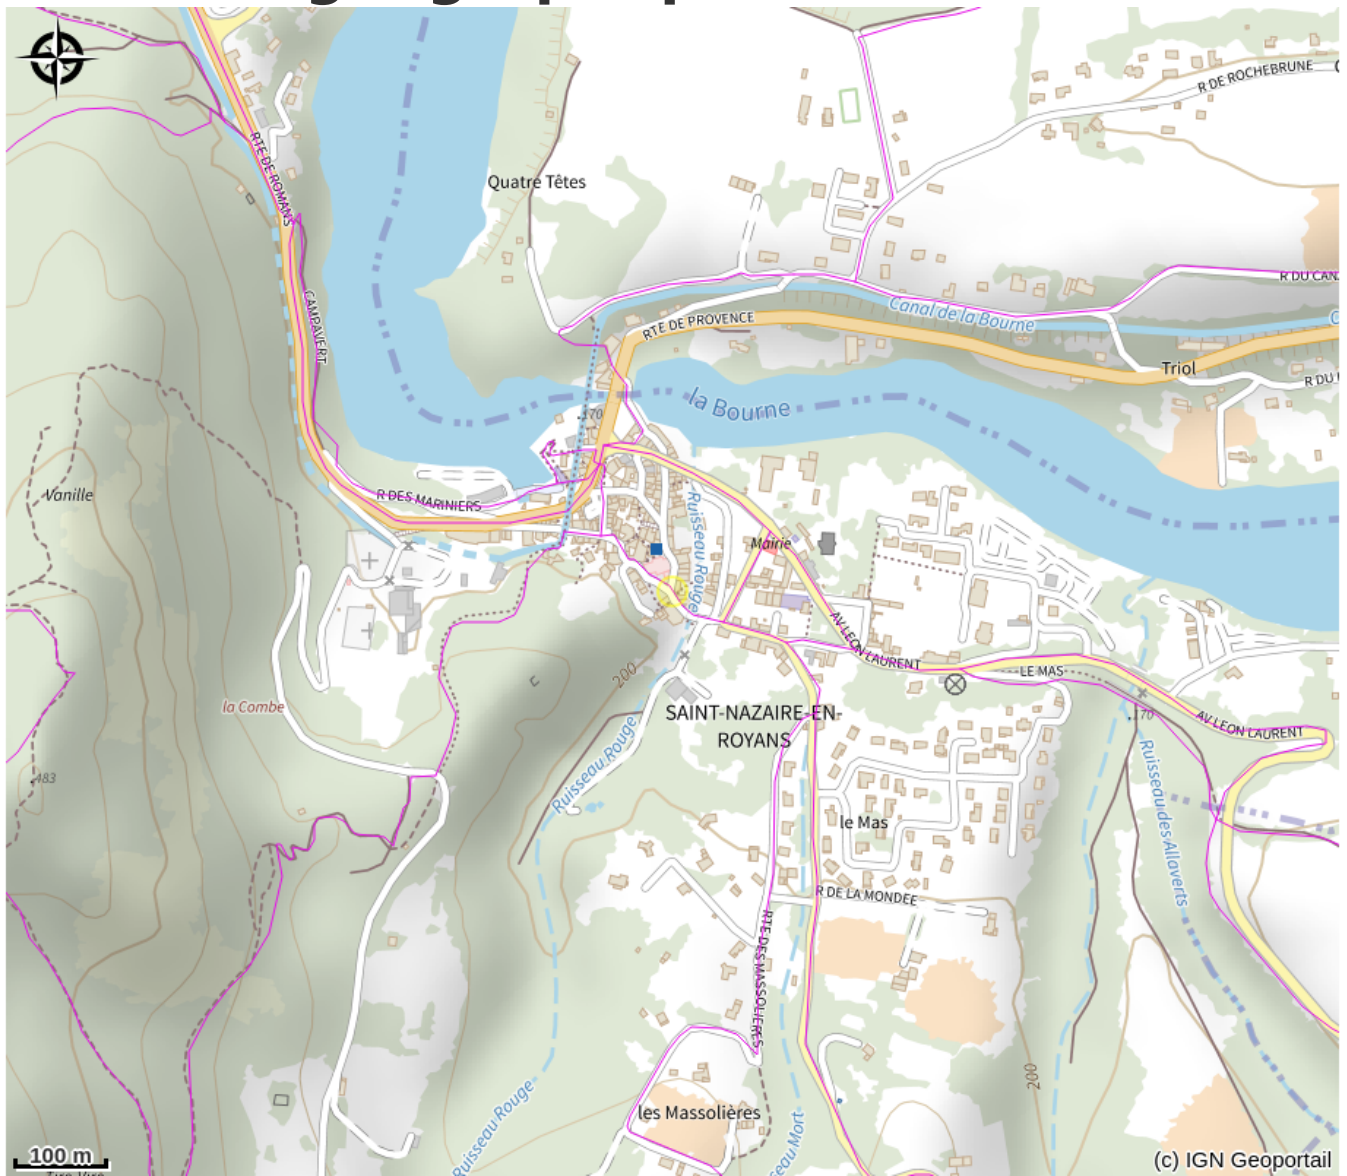 R DE ROCHEBRUNE
RTE DE ROMANS
Quatre Têtes
R DU CAN
Canal de la Bourne
RTE DE PROVENCE
CAMPAVERT
Triol
R DU
la Bourne
.170
Vanille
R DES MARINIERS
Ruisseau Rouge
Mairie
AV LEON LAURENT
LE MAS
200
la Combe
SAINT-NAZAIRE-EN-
ROYANS
.170
AV LEON LAURENT
Ruisseau Rouge
.483
Ruisseau des Allaverts
le Mas
R DE LA MONDEE
RTE DES MASSOLIERES
200
les Massolières
Ruisseau Rouge
eau Mort
100 m
(c) IGN Geoportail